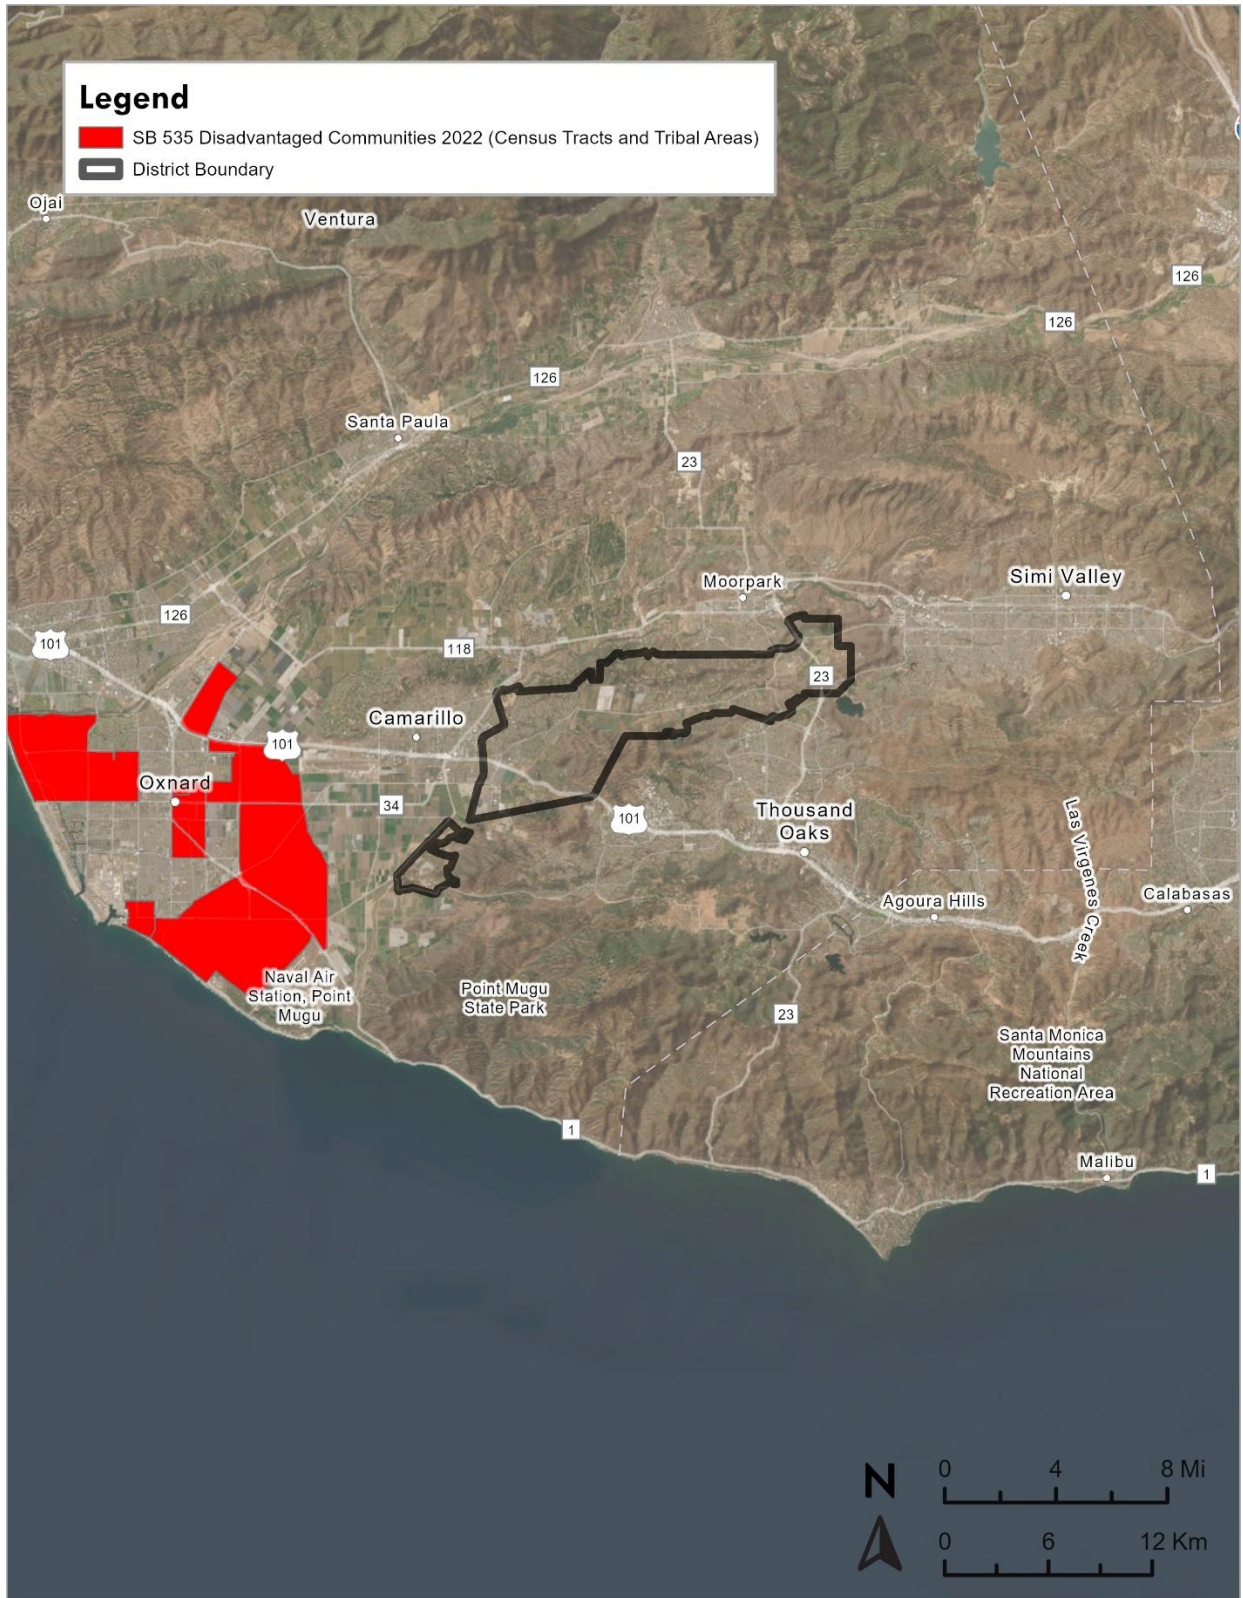 Legend
SB 535 Disadvantaged Communities 2022 (Census Tracts and Tribal Areas)
District Boundary
Ojai
Ventura
126
126
126
Santa Paula
23
Moorpark
Simi Valley
126
101
118
23
Camarillo
101
Oxnard
34
101
Thousand
Oaks
Las Virgenes Creek
Agoura Hills
Calabasas
Naval Air
Station, Point
Mugu
Point Mugu
State Park
23
Santa Monica
Mountains
National
Recreation Area
1
Malibu
1
N
0 4 8 Mi
0 6 12 Km